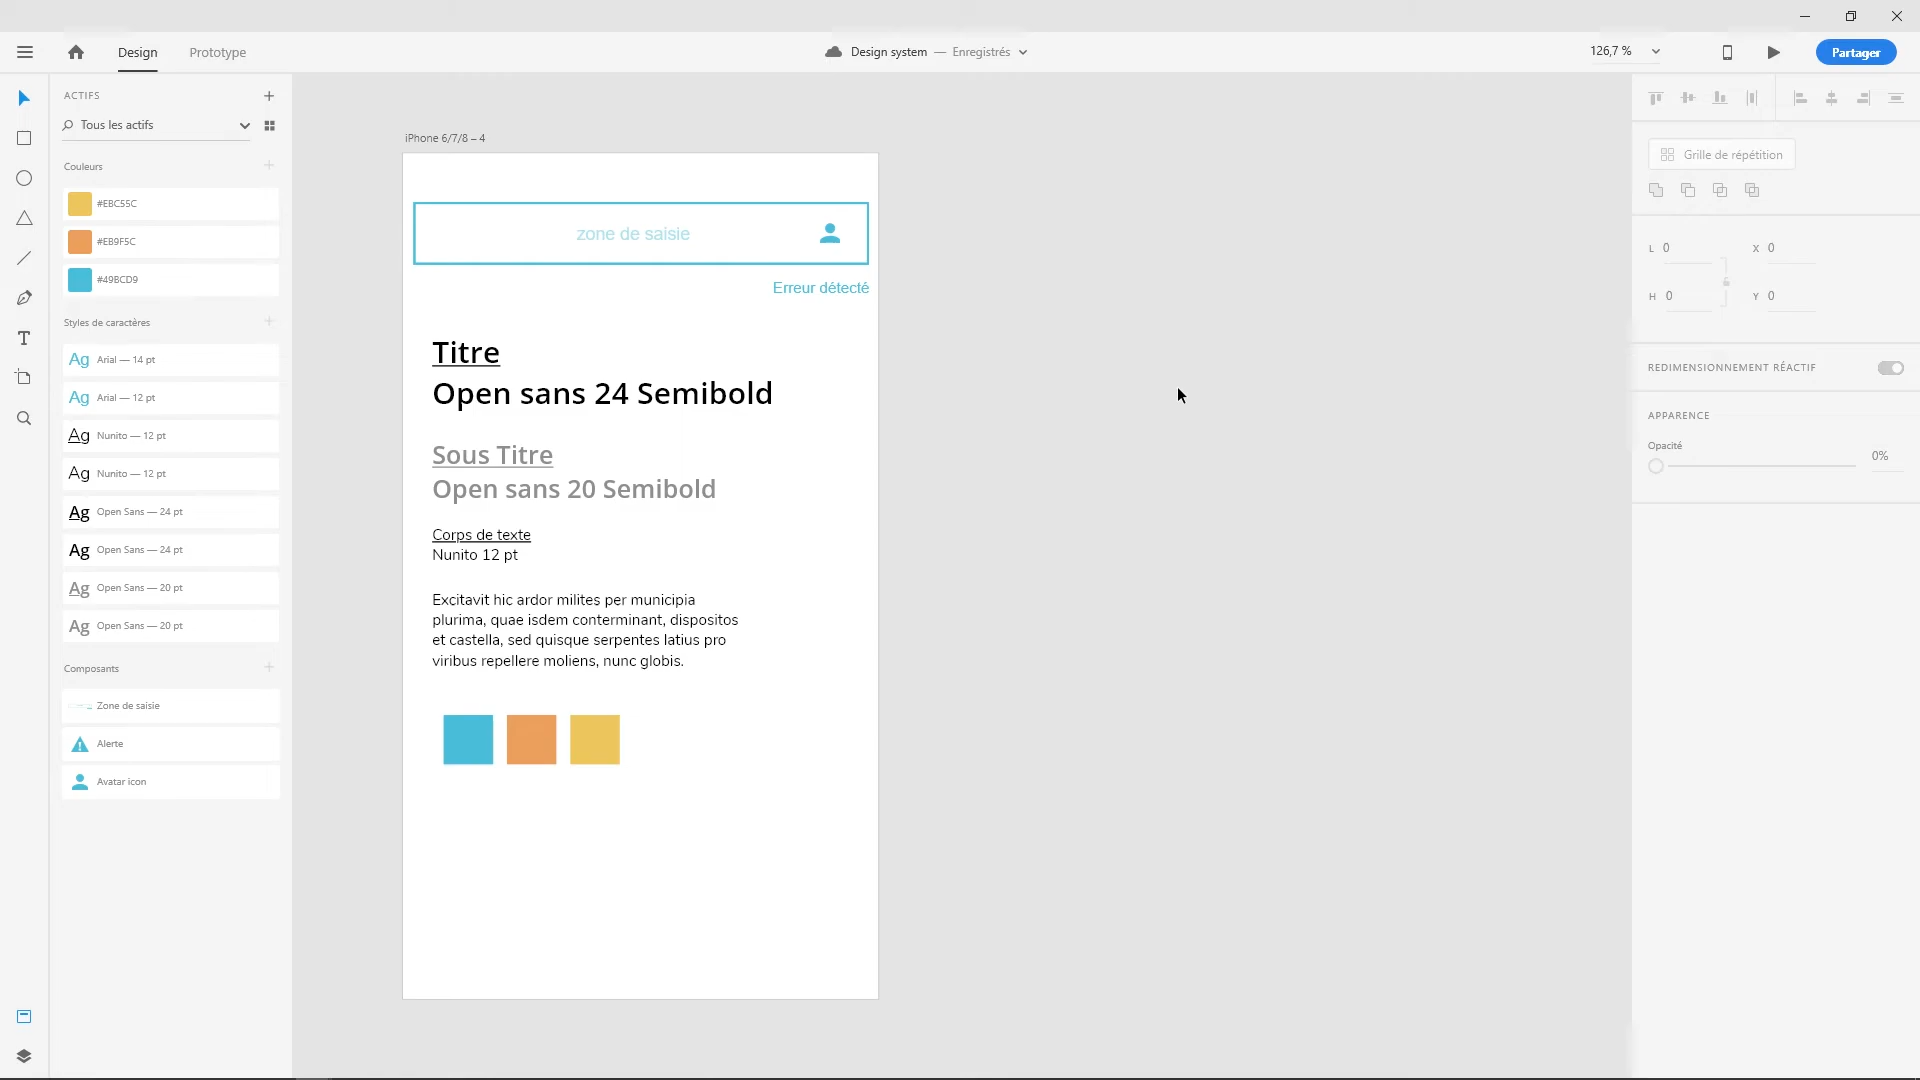 Design
Prototype
Design system — Enregistrés
126,7 %
Partager
ACTIFS
Tous les actifs
Couleurs
#EBC55C
#EB9F5C
#49BCD9
Styles de caractères
Ag Arial — 14 pt
Ag Arial — 12 pt
Ag Nunito — 12 pt
Ag Nunito — 12 pt
Ag Open Sans — 24 pt
Ag Open Sans — 24 pt
Ag Open Sans — 20 pt
Ag Open Sans — 20 pt
Composants
Zone de saisie
Alerte
Avatar icon
iPhone 6/7/8 – 4
zone de saisie
Erreur détecté
Titre
Open sans 24 Semibold
Sous Titre
Open sans 20 Semibold
Corps de texte
Nunito 12 pt
Excitavit hic ardor milites per municipia
plurima, quae isdem conterminant, dispositos
et castella, sed quisque serpentes latius pro
viribus repellere moliens, nunc globis.
Grille de répétition
L 0 X 0
H 0 Y 0
REDIMENSIONNEMENT RÉACTIF
APPARENCE
Opacité
0%